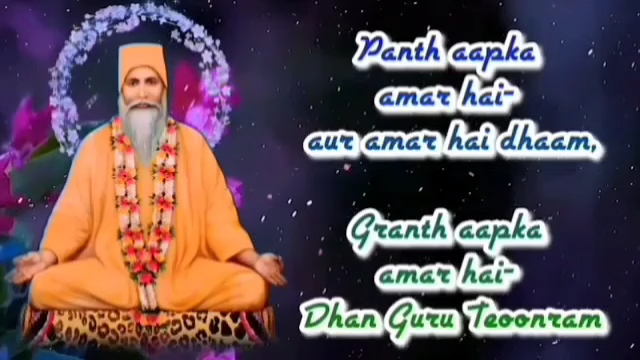 Panth aapka
amar hai-
aur amar hai dhaam,
Granth aapka
amar hai-
Dhan Guru Teoonram